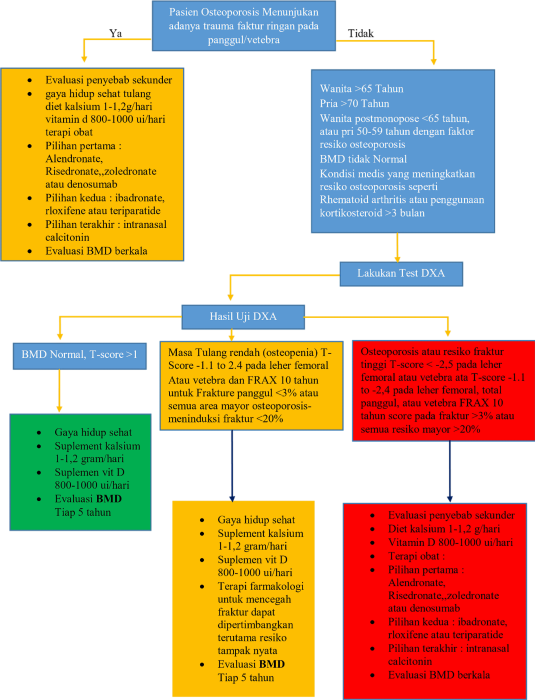 Pasien Osteoporosis Menunjukan
adanya trauma faktur ringan pada
panggul/vetebra
Ya
Tidak
Evaluasi penyebab sekunder
gaya hidup sehat tulang
diet kalsium 1-1,2g/hari
vitamin d 800-1000 ui/hari
terapi obat
Pilihan pertama :
Alendronate,
Risedronate,,zoledronate
atau denosumab
Pilihan kedua : ibadronate,
rloxifene atau teriparatide
Pilihan terakhir : intranasal
calcitonin
Evaluasi BMD berkala
Wanita >65 Tahun
Pria >70 Tahun
Wanita postmonopose <65 tahun,
atau pri 50-59 tahun dengan faktor
resiko osteoporosis
BMD tidak Normal
Kondisi medis yang meningkatkan
resiko osteoporosis seperti
Rhematoid arthritis atau penggunaan
kortikosteroid >3 bulan
Lakukan Test DXA
Hasil Uji DXA
BMD Normal, T-score >1
Masa Tulang rendah (osteopenia) T-
Score -1.1 to 2.4 pada leher femoral
Atau vetebra dan FRAX 10 tahun
untuk Frakture panggul <3% atau
semua area mayor osteoporosis-
meninduksi fraktur <20%
Osteoporosis atau resiko fraktur
tinggi T-score < -2,5 pada leher
femoral atau vetebra ata T-score -1.1
to -2,4 pada leher femoral, total
panggul, atau vetebra FRAX 10
tahun score pada fraktur >3% atau
semua resiko mayor >20%
Gaya hidup sehat
Suplement kalsium
1-1,2 gram/hari
Suplemen vit D
800-1000 ui/hari
Evaluasi BMD
Tiap 5 tahun
Gaya hidup sehat
Suplement kalsium
1-1,2 gram/hari
Suplemen vit D
800-1000 ui/hari
Terapi farmakologi
untuk mencegah
fraktur dapat
dipertimbangkan
terutama resiko
tampak nyata
Evaluasi BMD
Tiap 5 tahun
Evaluasi penyebab sekunder
Diet kalsium 1-1,2 g/hari
Vitamin D 800-1000 ui/hari
Terapi obat :
Pilihan pertama :
Alendronate,
Risedronate,,zoledronate
atau denosumab
Pilihan kedua : ibadronate,
rloxifene atau teriparatide
Pilihan terakhir : intranasal
calcitonin
Evaluasi BMD berkala